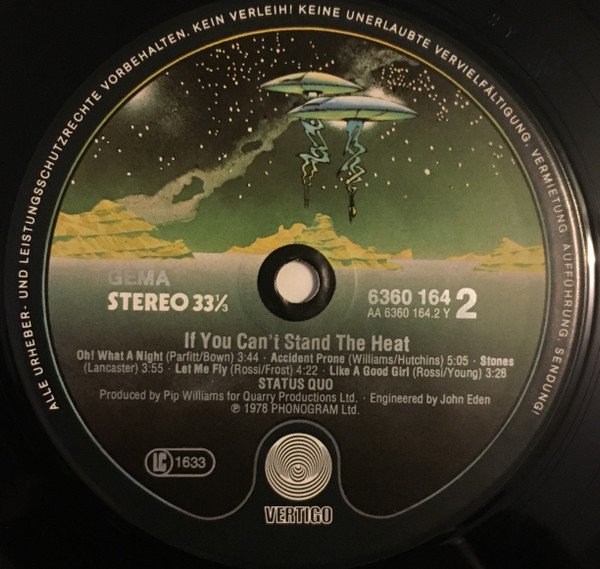 ALLE URHEBER - UND LEISTUNGSSCHUTZRECHTE VORBEHALTEN. KEIN VERLEIH! KEINE UNERLAUBTE VERVIELFÄLTIGUNG, VERMIETUNG, AUFFÜHRUNG, SENDUNG!
GEMA
STEREO 33⅓
6360 164 2
AA 6360 164.2 Y
If You Can't Stand The Heat
Oh! What A Night (Parfitt/Bown) 3:44 · Accident Prone (Williams/Hutchins) 5:05 · Stones
(Lancaster) 3:55 · Let Me Fly (Rossi/Frost) 4:22 · Like A Good Girl (Rossi/Young) 3:26
STATUS QUO
Produced by Pip Williams for Quarry Productions Ltd. · Engineered by John Eden
℗ 1978 PHONOGRAM Ltd.
LC 1633
VERTIGO